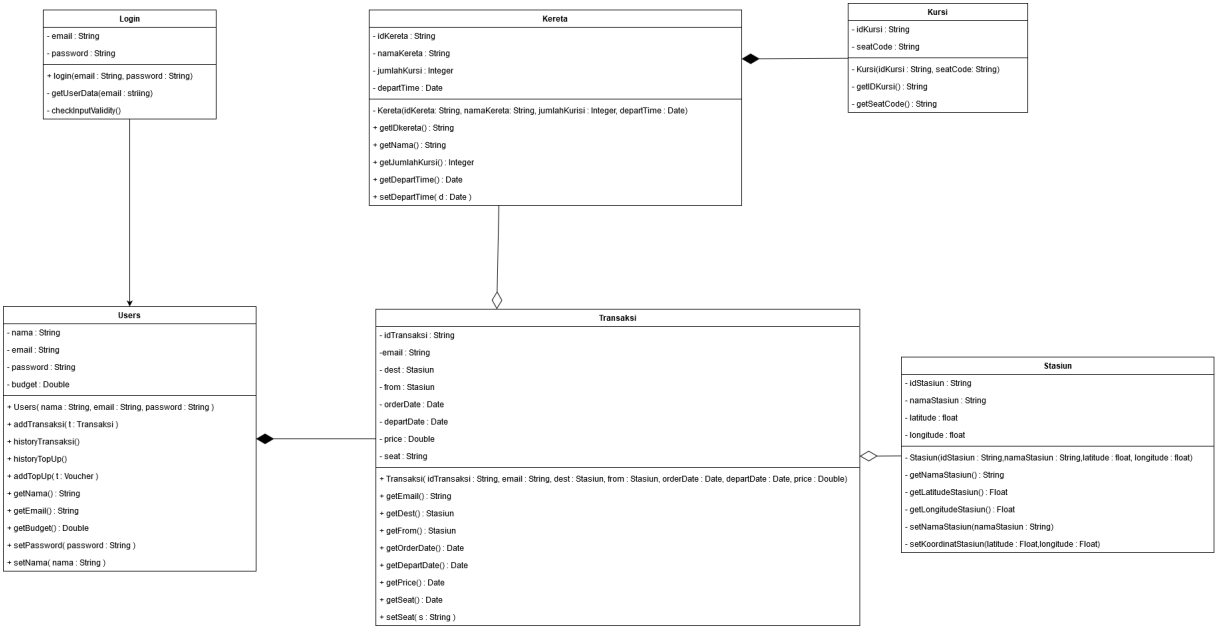 Login
- email : String
- password : String
+ login(email : String, password : String)
- getUserData(email : striing)
- checkInputValidity()
Kereta
- idKereta : String
- namaKereta : String
- jumlahKursi : Integer
- departTime : Date
- Kereta(idKereta: String, namaKereta: String, jumlahKurisi : Integer, departTime : Date)
+ getIDkereta() : String
+ getNama() : String
+ getJumlahKursi() : Integer
+ getDepartTime() : Date
+ setDepartTime( d : Date )
Kursi
- idKursi : String
- seatCode : String
- Kursi(idKursi : String, seatCode: String)
- getIDKursi() : String
- getSeatCode() : String
Users
- nama : String
- email : String
- password : String
- budget : Double
+ Users( nama : String, email : String, password : String )
+ addTransaksi( t : Transaksi )
+ historyTransaksi()
+ historyTopUp()
+ addTopUp( t : Voucher )
+ getNama() : String
+ getEmail() : String
+ getBudget() : Double
+ setPassword( password : String )
+ setNama( nama : String )
Transaksi
- idTransaksi : String
-email : String
- dest : Stasiun
- from : Stasiun
- orderDate : Date
- departDate : Date
- price : Double
- seat : String
+ Transaksi( idTransaksi : String, email : String, dest : Stasiun, from : Stasiun, orderDate : Date, departDate : Date, price : Double)
+ getEmail() : String
+ getDest() : Stasiun
+ getFrom() : Stasiun
+ getOrderDate() : Date
+ getDepartDate() : Date
+ getPrice() : Date
+ getSeat() : Date
+ setSeat( s : String )
Stasiun
- idStasiun : String
- namaStasiun : String
- latitude : float
- longitude : float
- Stasiun(idStasiun : String,namaStasiun : String,latitude : float, longitude : float)
- getNamaStasiun() : String
- getLatitudeStasiun() : Float
- getLongitudeStasiun() : Float
- setNamaStasiun(namaStasiun : String)
- setKoordinatStasiun(latitude : Float,longitude : Float)